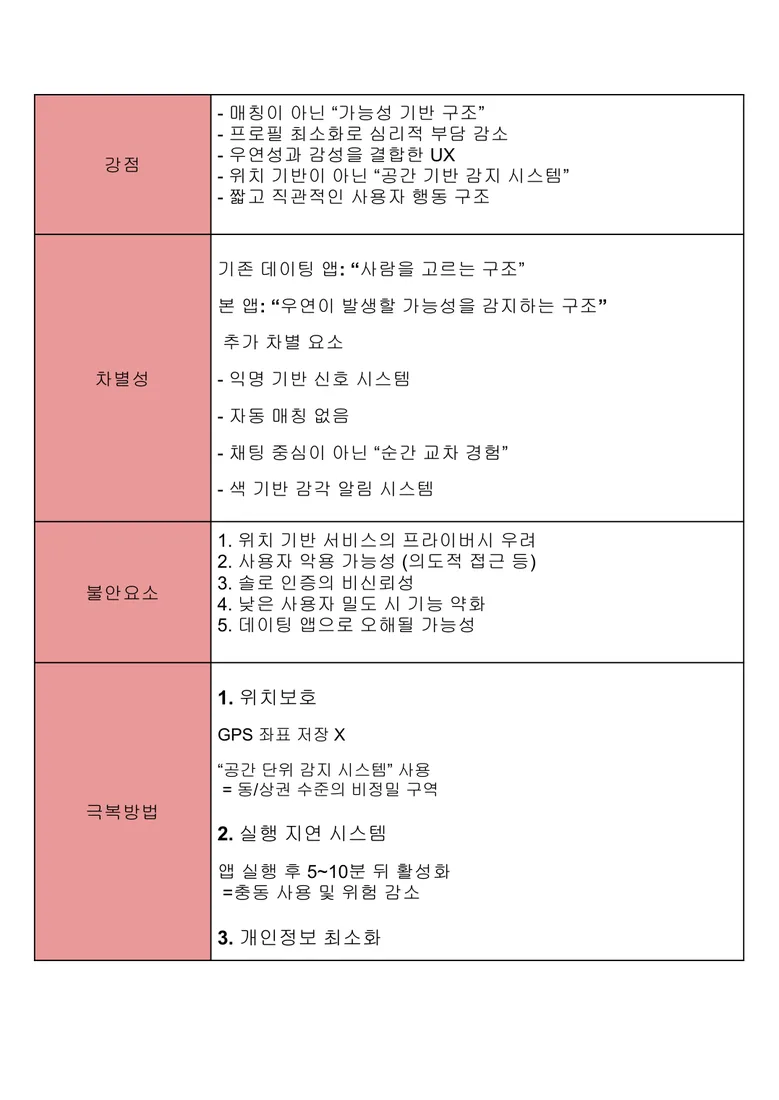 강점
- 매칭이 아닌 “가능성 기반 구조”
- 프로필 최소화로 심리적 부담 감소
- 우연성과 감성을 결합한 UX
- 위치 기반이 아닌 “공간 기반 감지 시스템”
- 짧고 직관적인 사용자 행동 구조
차별성
기존 데이팅 앱: “사람을 고르는 구조”
본 앱: “우연이 발생할 가능성을 감지하는 구조”
추가 차별 요소
- 익명 기반 신호 시스템
- 자동 매칭 없음
- 채팅 중심이 아닌 “순간 교차 경험”
- 색 기반 감각 알림 시스템
불안요소
1. 위치 기반 서비스의 프라이버시 우려
2. 사용자 악용 가능성 (의도적 접근 등)
3. 솔로 인증의 비신뢰성
4. 낮은 사용자 밀도 시 기능 약화
5. 데이팅 앱으로 오해될 가능성
극복방법
1. 위치보호
GPS 좌표 저장 X
“공간 단위 감지 시스템” 사용
= 동/상권 수준의 비정밀 구역
2. 실행 지연 시스템
앱 실행 후 5~10분 뒤 활성화
=충동 사용 및 위험 감소
3. 개인정보 최소화